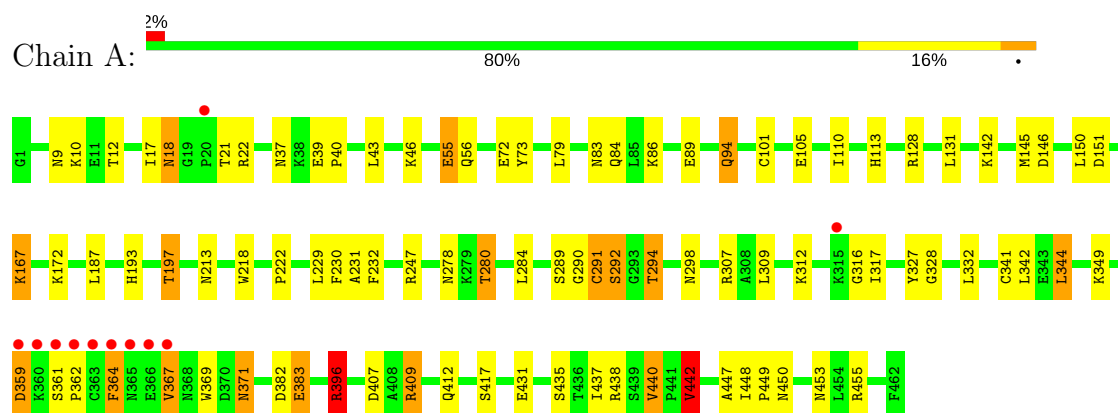 2%
Chain A:
80% 16% •
G1 N9 K10 E11 T12 I17 N18 G19 P20 T21 R22 N37 K38 E39 P40 L43 K46 E55 Q56 E72 Y73 L79 N83 Q84 L85 K86 E89 Q94 C101 E105 I110 H113 R128 L131 K142 M145 D146 L150 D151
K167 K172 L187 H193 T197 N213 W218 P222 L229 F230 A231 F232 R247 N278 K279 T280 L284 S289 G290 C291 S292 G293 T294 N298 R307 A308 L309 K312 K315 G316 I317 Y327 G328 L332 C341 L342 E343 L344 K349
D359 K360 S361 P362 C363 F364 N365 E366 V367 N368 W369 D370 N371 D382 E383 R396 D407 A408 R409 Q412 S417 E431 S435 T436 I437 R438 S439 V440 P441 V442 A447 I448 P449 N450 N453 L454 R455 F462